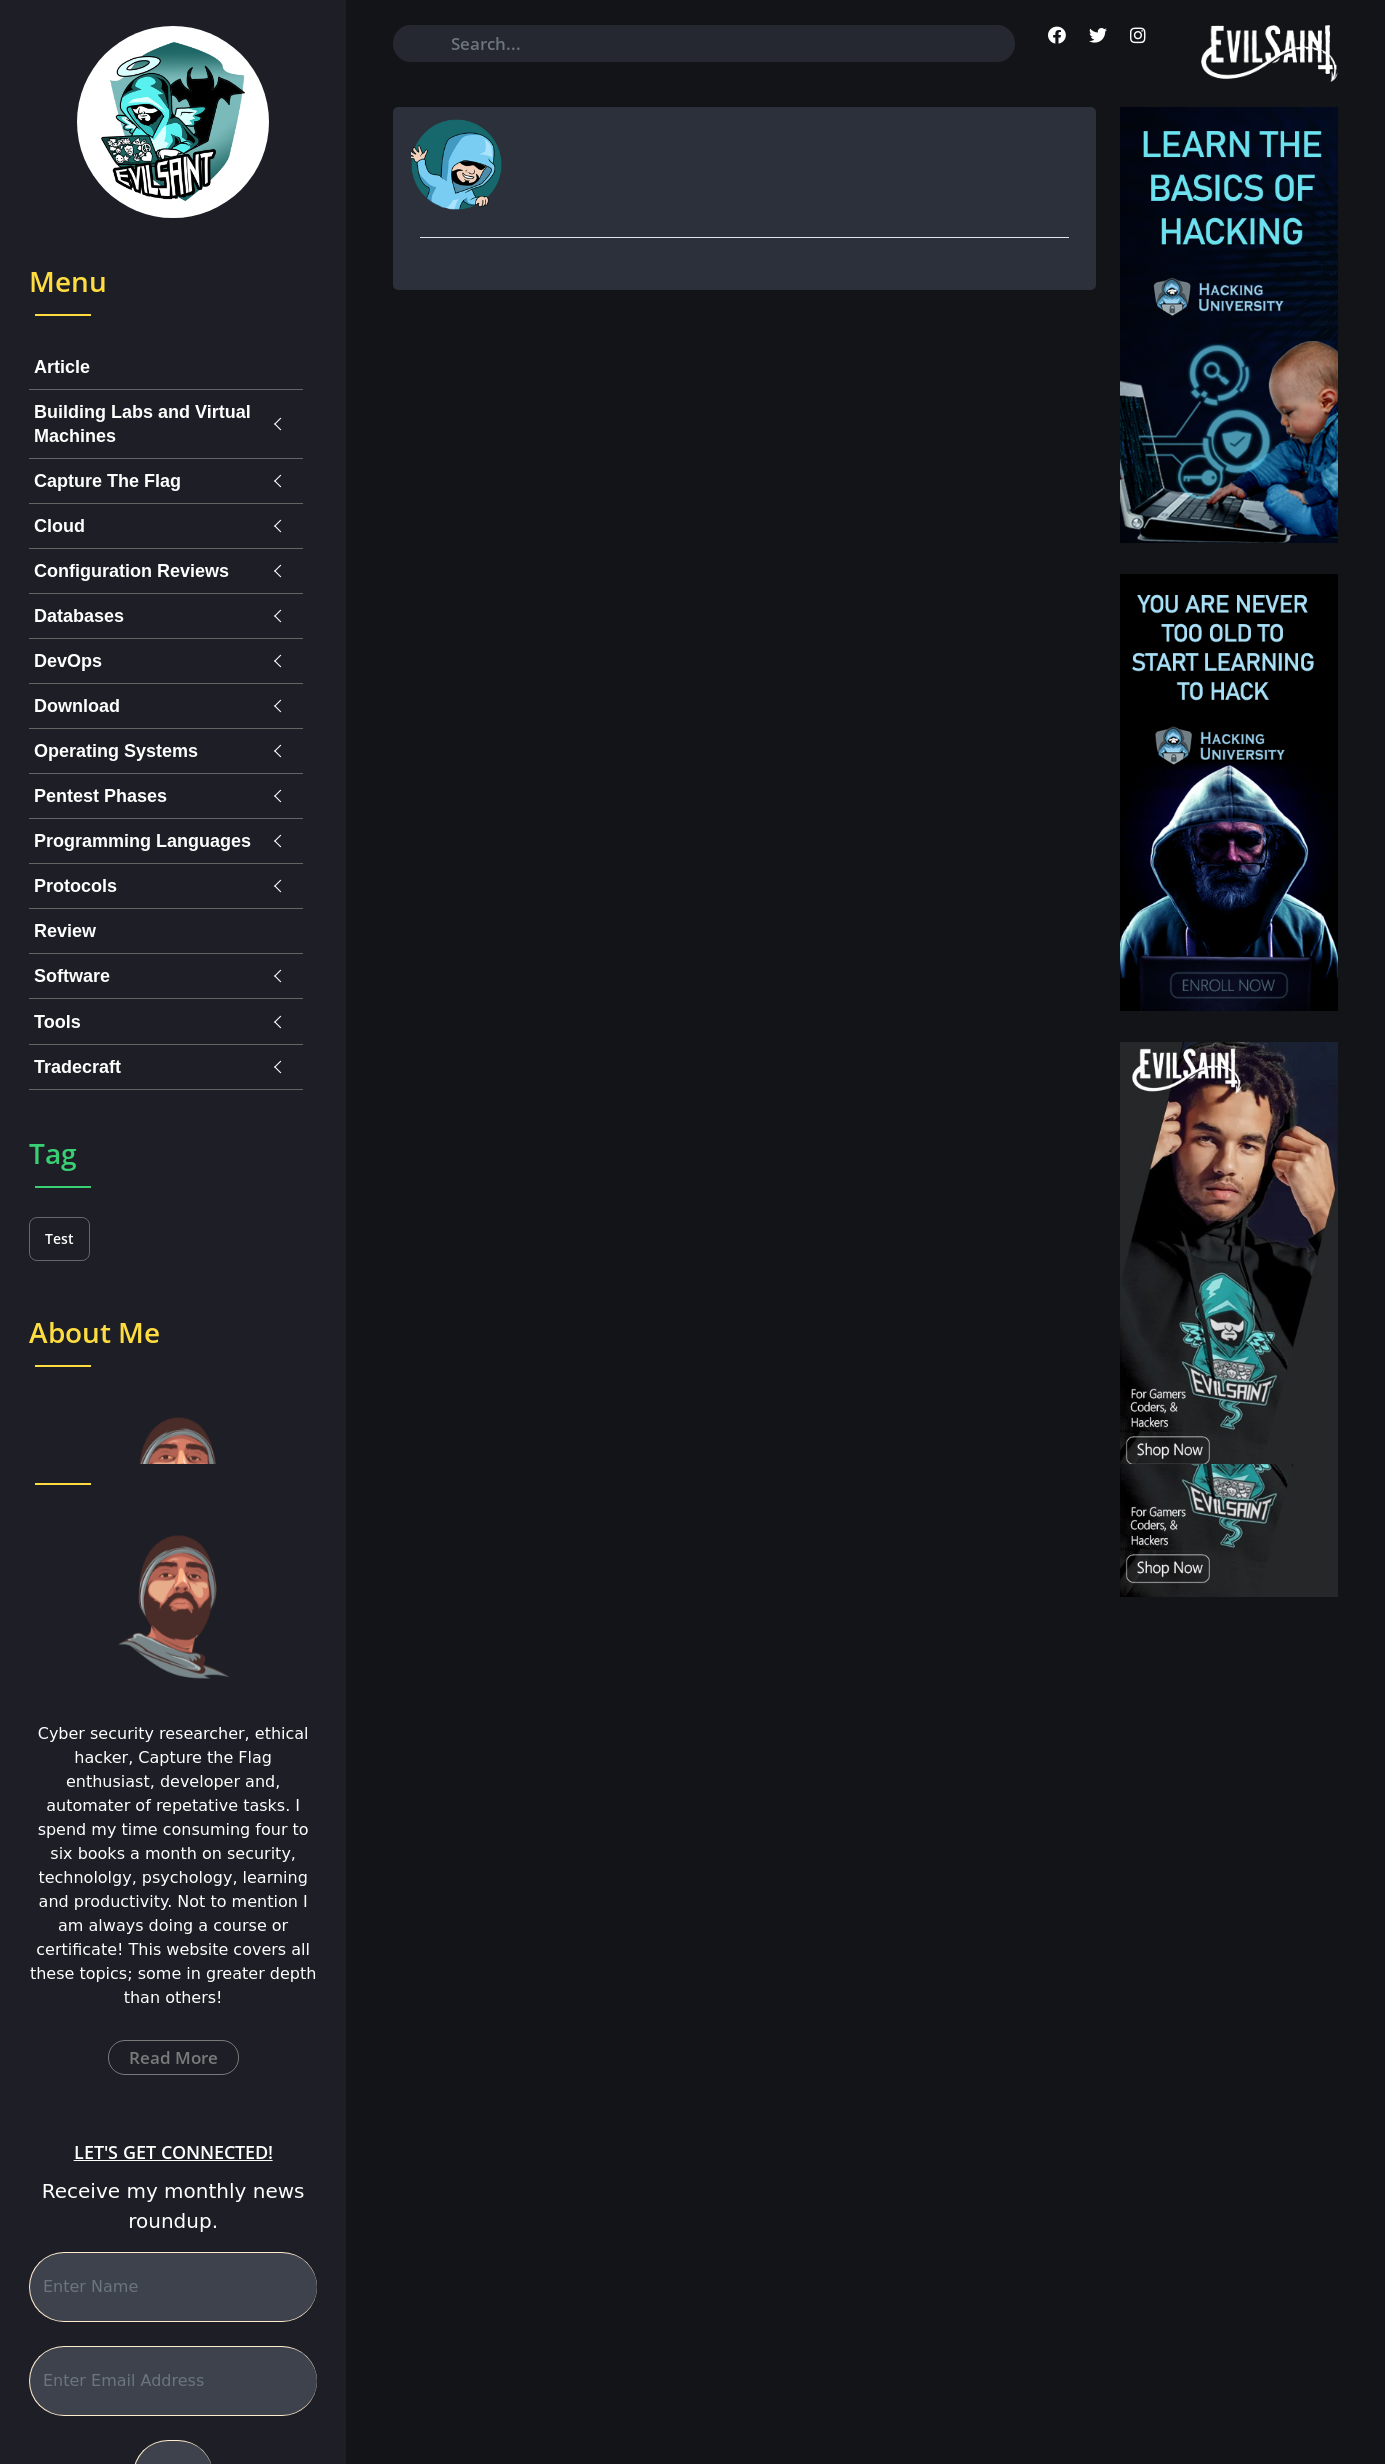 EVILSAINT
Menu
Article
Building Labs and Virtual
Machines
Capture The Flag
Cloud
Configuration Reviews
Databases
DevOps
Download
Operating Systems
Pentest Phases
Programming Languages
Protocols
Review
Software
Tools
Tradecraft
Tag
Test
About Me
Cyber security researcher, ethical
hacker, Capture the Flag
enthusiast, developer and,
automater of repetative tasks. I
spend my time consuming four to
six books a month on security,
technololgy, psychology, learning
and productivity. Not to mention I
am always doing a course or
certificate! This website covers all
these topics; some in greater depth
than others!
Read More
LET'S GET CONNECTED!
Receive my monthly news
roundup.
Enter Name
Enter Email Address
Search...
EVILSAINT
LEARN THE
BASICS OF
HACKING
HACKING
UNIVERSITY
YOU ARE NEVER
TOO OLD TO
START LEARNING
TO HACK
HACKING
UNIVERSITY
ENROLL NOW
EVILSAINT
EVILSAINT
For Gamers
Coders, &
Hackers
Shop Now
EVILSAINT
For Gamers
Coders, &
Hackers
Shop Now